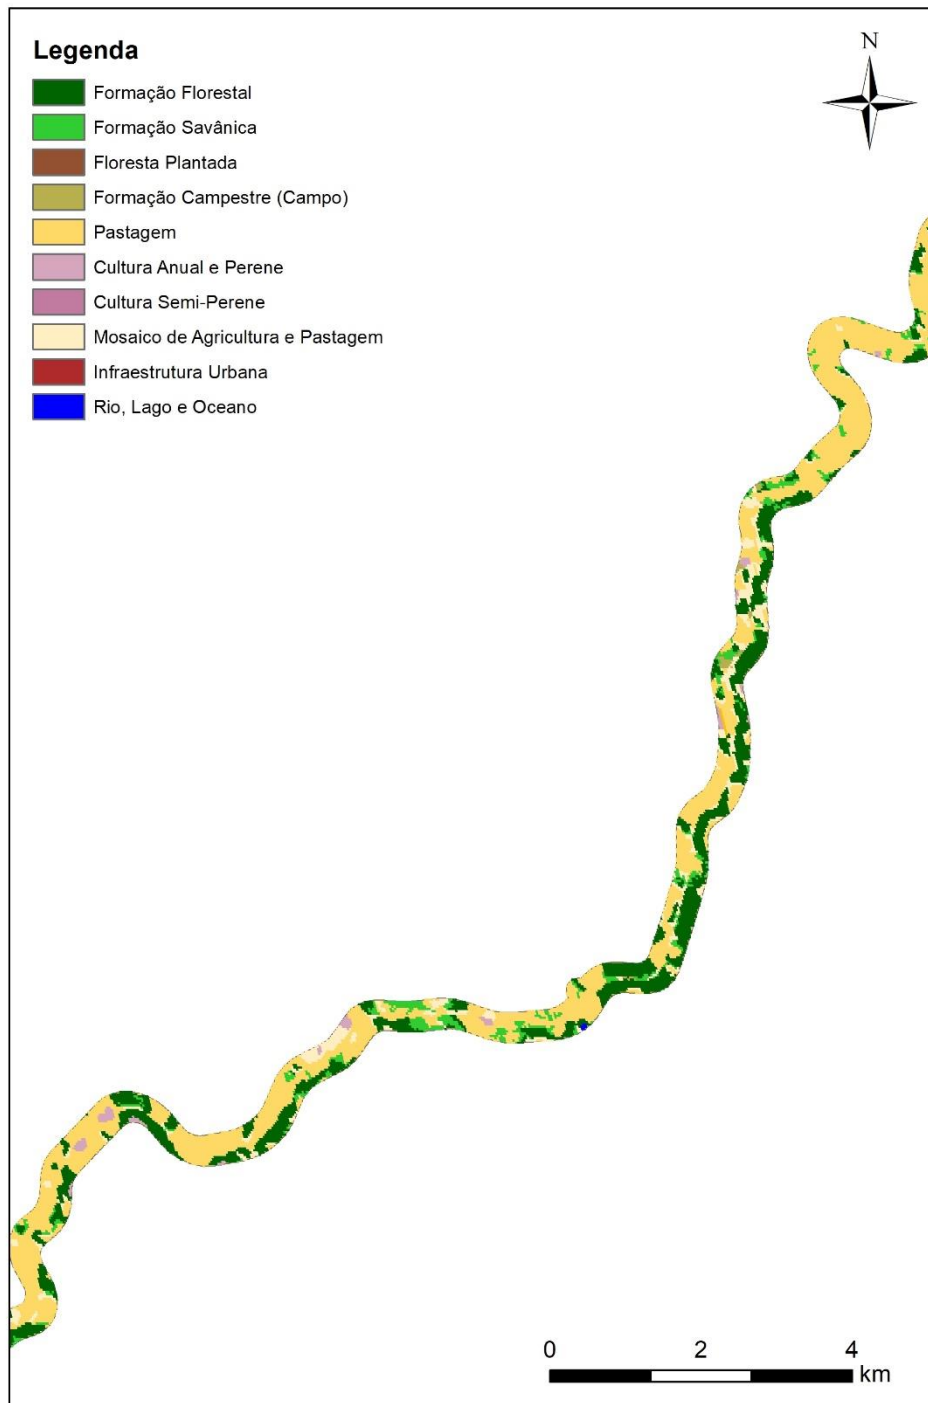 Legenda
N
Formação Florestal
Formação Savânica
Floresta Plantada
Formação Campestre (Campo)
Pastagem
Cultura Anual e Perene
Cultura Semi-Perene
Mosaico de Agricultura e Pastagem
Infraestrutura Urbana
Rio, Lago e Oceano
0 2 4
km